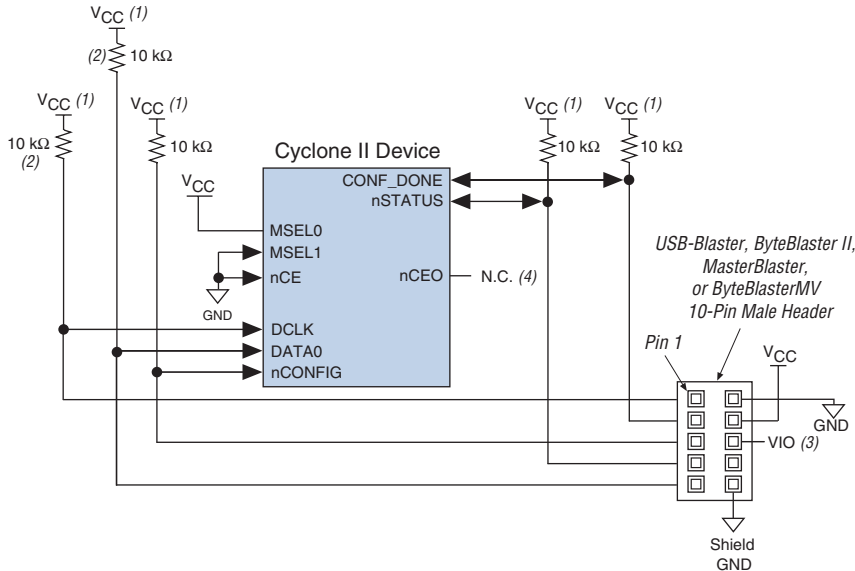 VCC (1)
(2)
10 kΩ
VCC (1)
VCC (1)
VCC (1)
VCC (1)
10 kΩ
(2)
10 kΩ
10 kΩ
10 kΩ
Cyclone II Device
VCC
CONF_DONE
nSTATUS
MSEL0
MSEL1
nCE
nCEO
N.C. (4)
GND
DCLK
DATA0
nCONFIG
USB-Blaster, ByteBlaster II,
MasterBlaster,
or ByteBlasterMV
10-Pin Male Header
Pin 1
VCC
GND
VIO (3)
Shield
GND